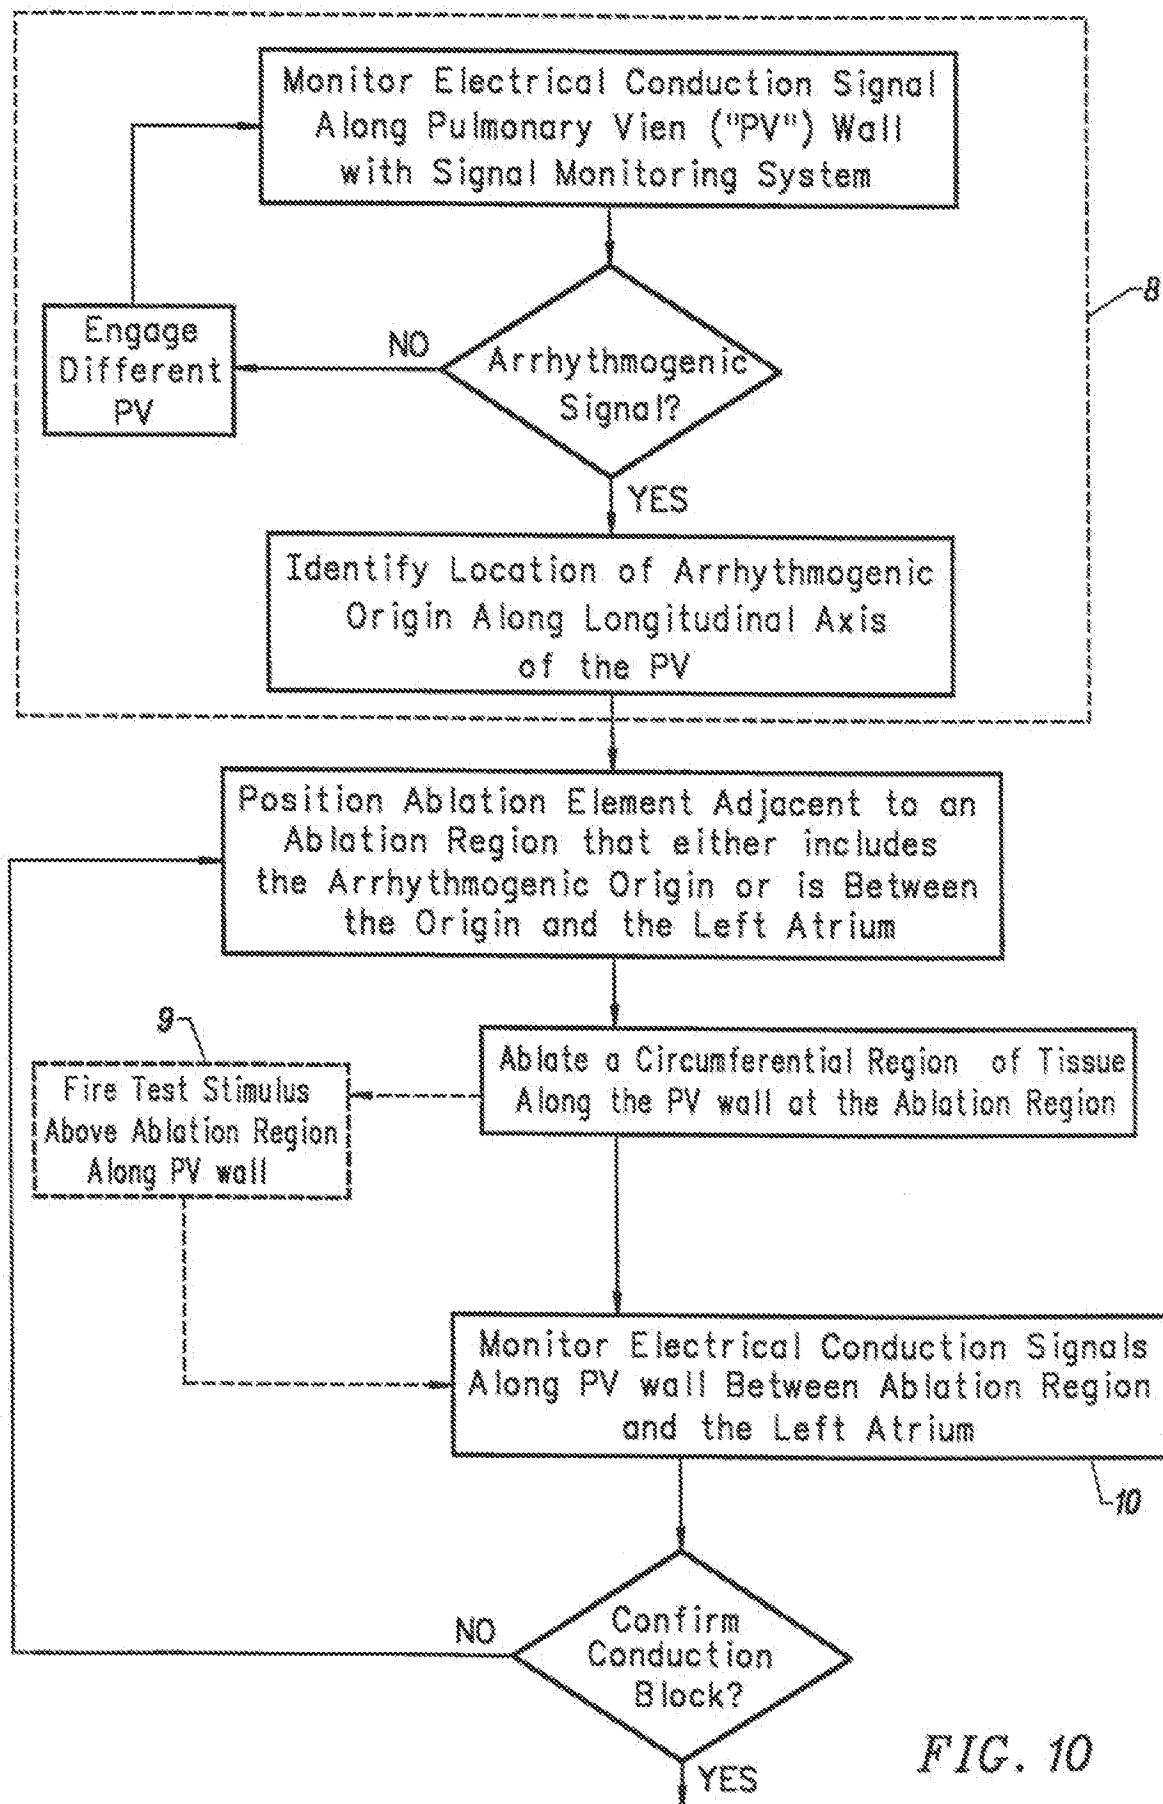 Monitor Electrical Conduction Signal
Along Pulmonary Vien ("PV") Wall
with Signal Monitoring System
8
Engage
Different
PV
NO
Arrhythmogenic
Signal?
YES
Identify Location of Arrhythmogenic
Origin Along Longitudinal Axis
of the PV
Position Ablation Element Adjacent to an
Ablation Region that either includes
the Arrhythmogenic Origin or is Between
the Origin and the Left Atrium
9
Fire Test Stimulus
Above Ablation Region
Along PV wall
Ablate a Circumferential Region of Tissue
Along the PV wall at the Ablation Region
Monitor Electrical Conduction Signals
Along PV wall Between Ablation Region
and the Left Atrium
10
NO
Confirm
Conduction
Block?
YES
FIG. 10